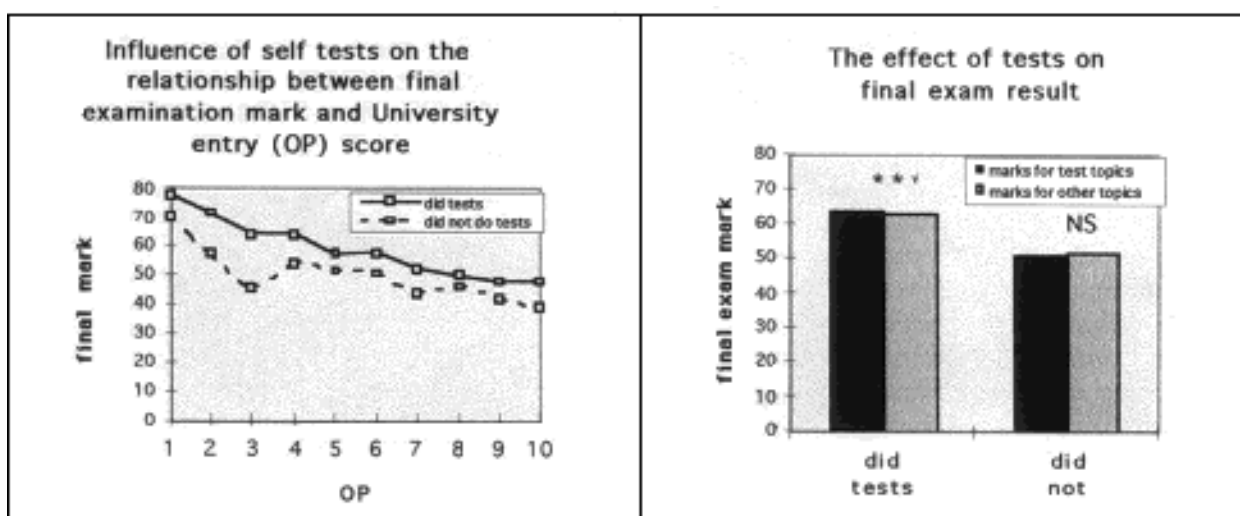 Influence of self tests on the
relationship between final
examination mark and University
entry (OP) score
80
70
60
50
40
30
20
10
0
final mark
did tests
did not do tests
1 2 3 4 5 6 7 8 9 10
OP
The effect of tests on
final exam result
80
70
60
50
40
30
20
10
0
final exam mark
marks for test topics
marks for other topics
**
NS
did
tests
did
not